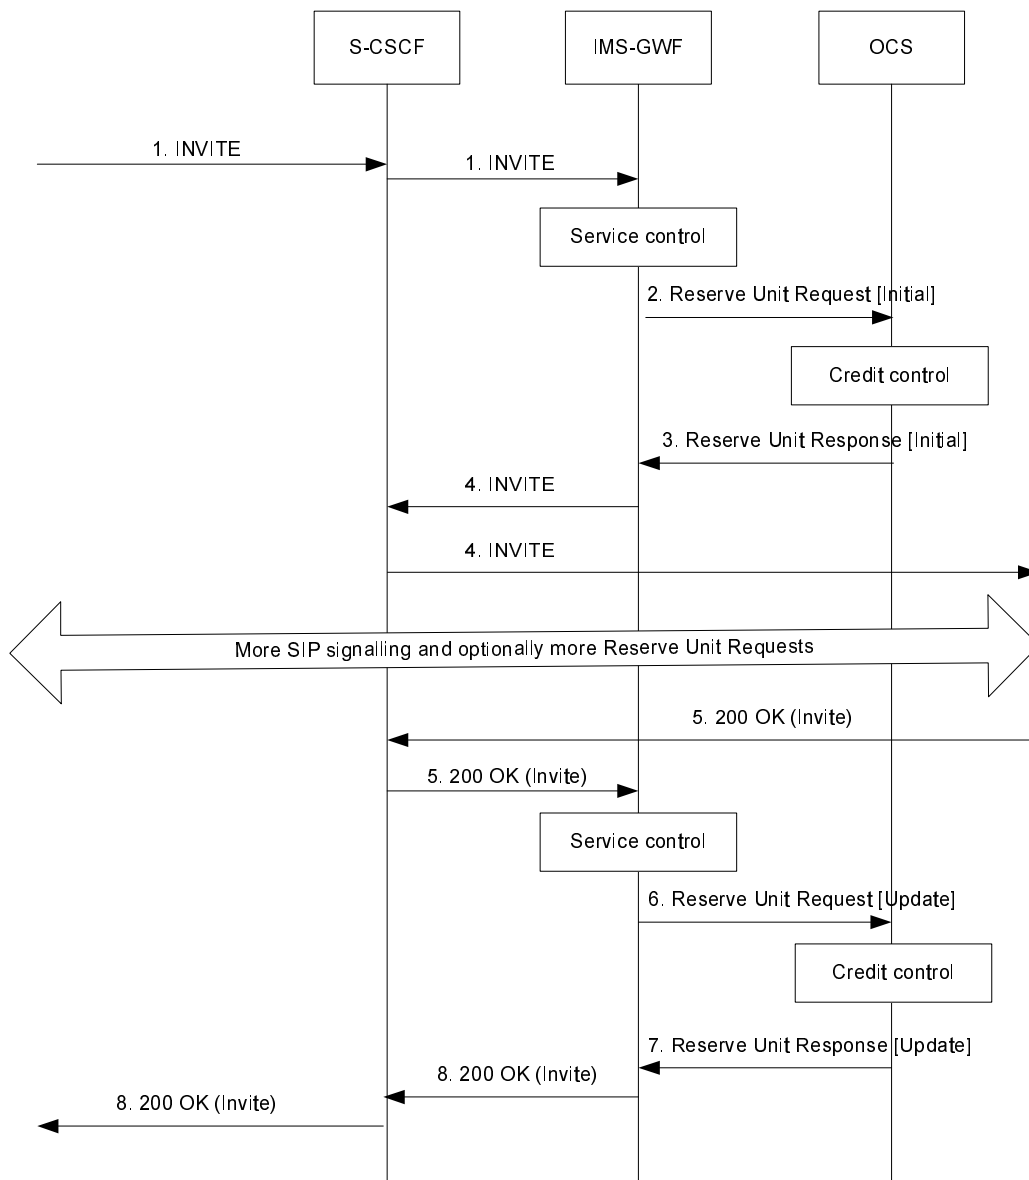 S-CSCF
IMS-GWF
OCS
1. INVITE
1. INVITE
Service control
2. Reserve Unit Request [Initial]
Credit control
3. Reserve Unit Response [Initial]
4. INVITE
4. INVITE
More SIP signalling and optionally more Reserve Unit Requests
5. 200 OK (Invite)
5. 200 OK (Invite)
Service control
6. Reserve Unit Request [Update]
Credit control
7. Reserve Unit Response [Update]
8. 200 OK (Invite)
8. 200 OK (Invite)